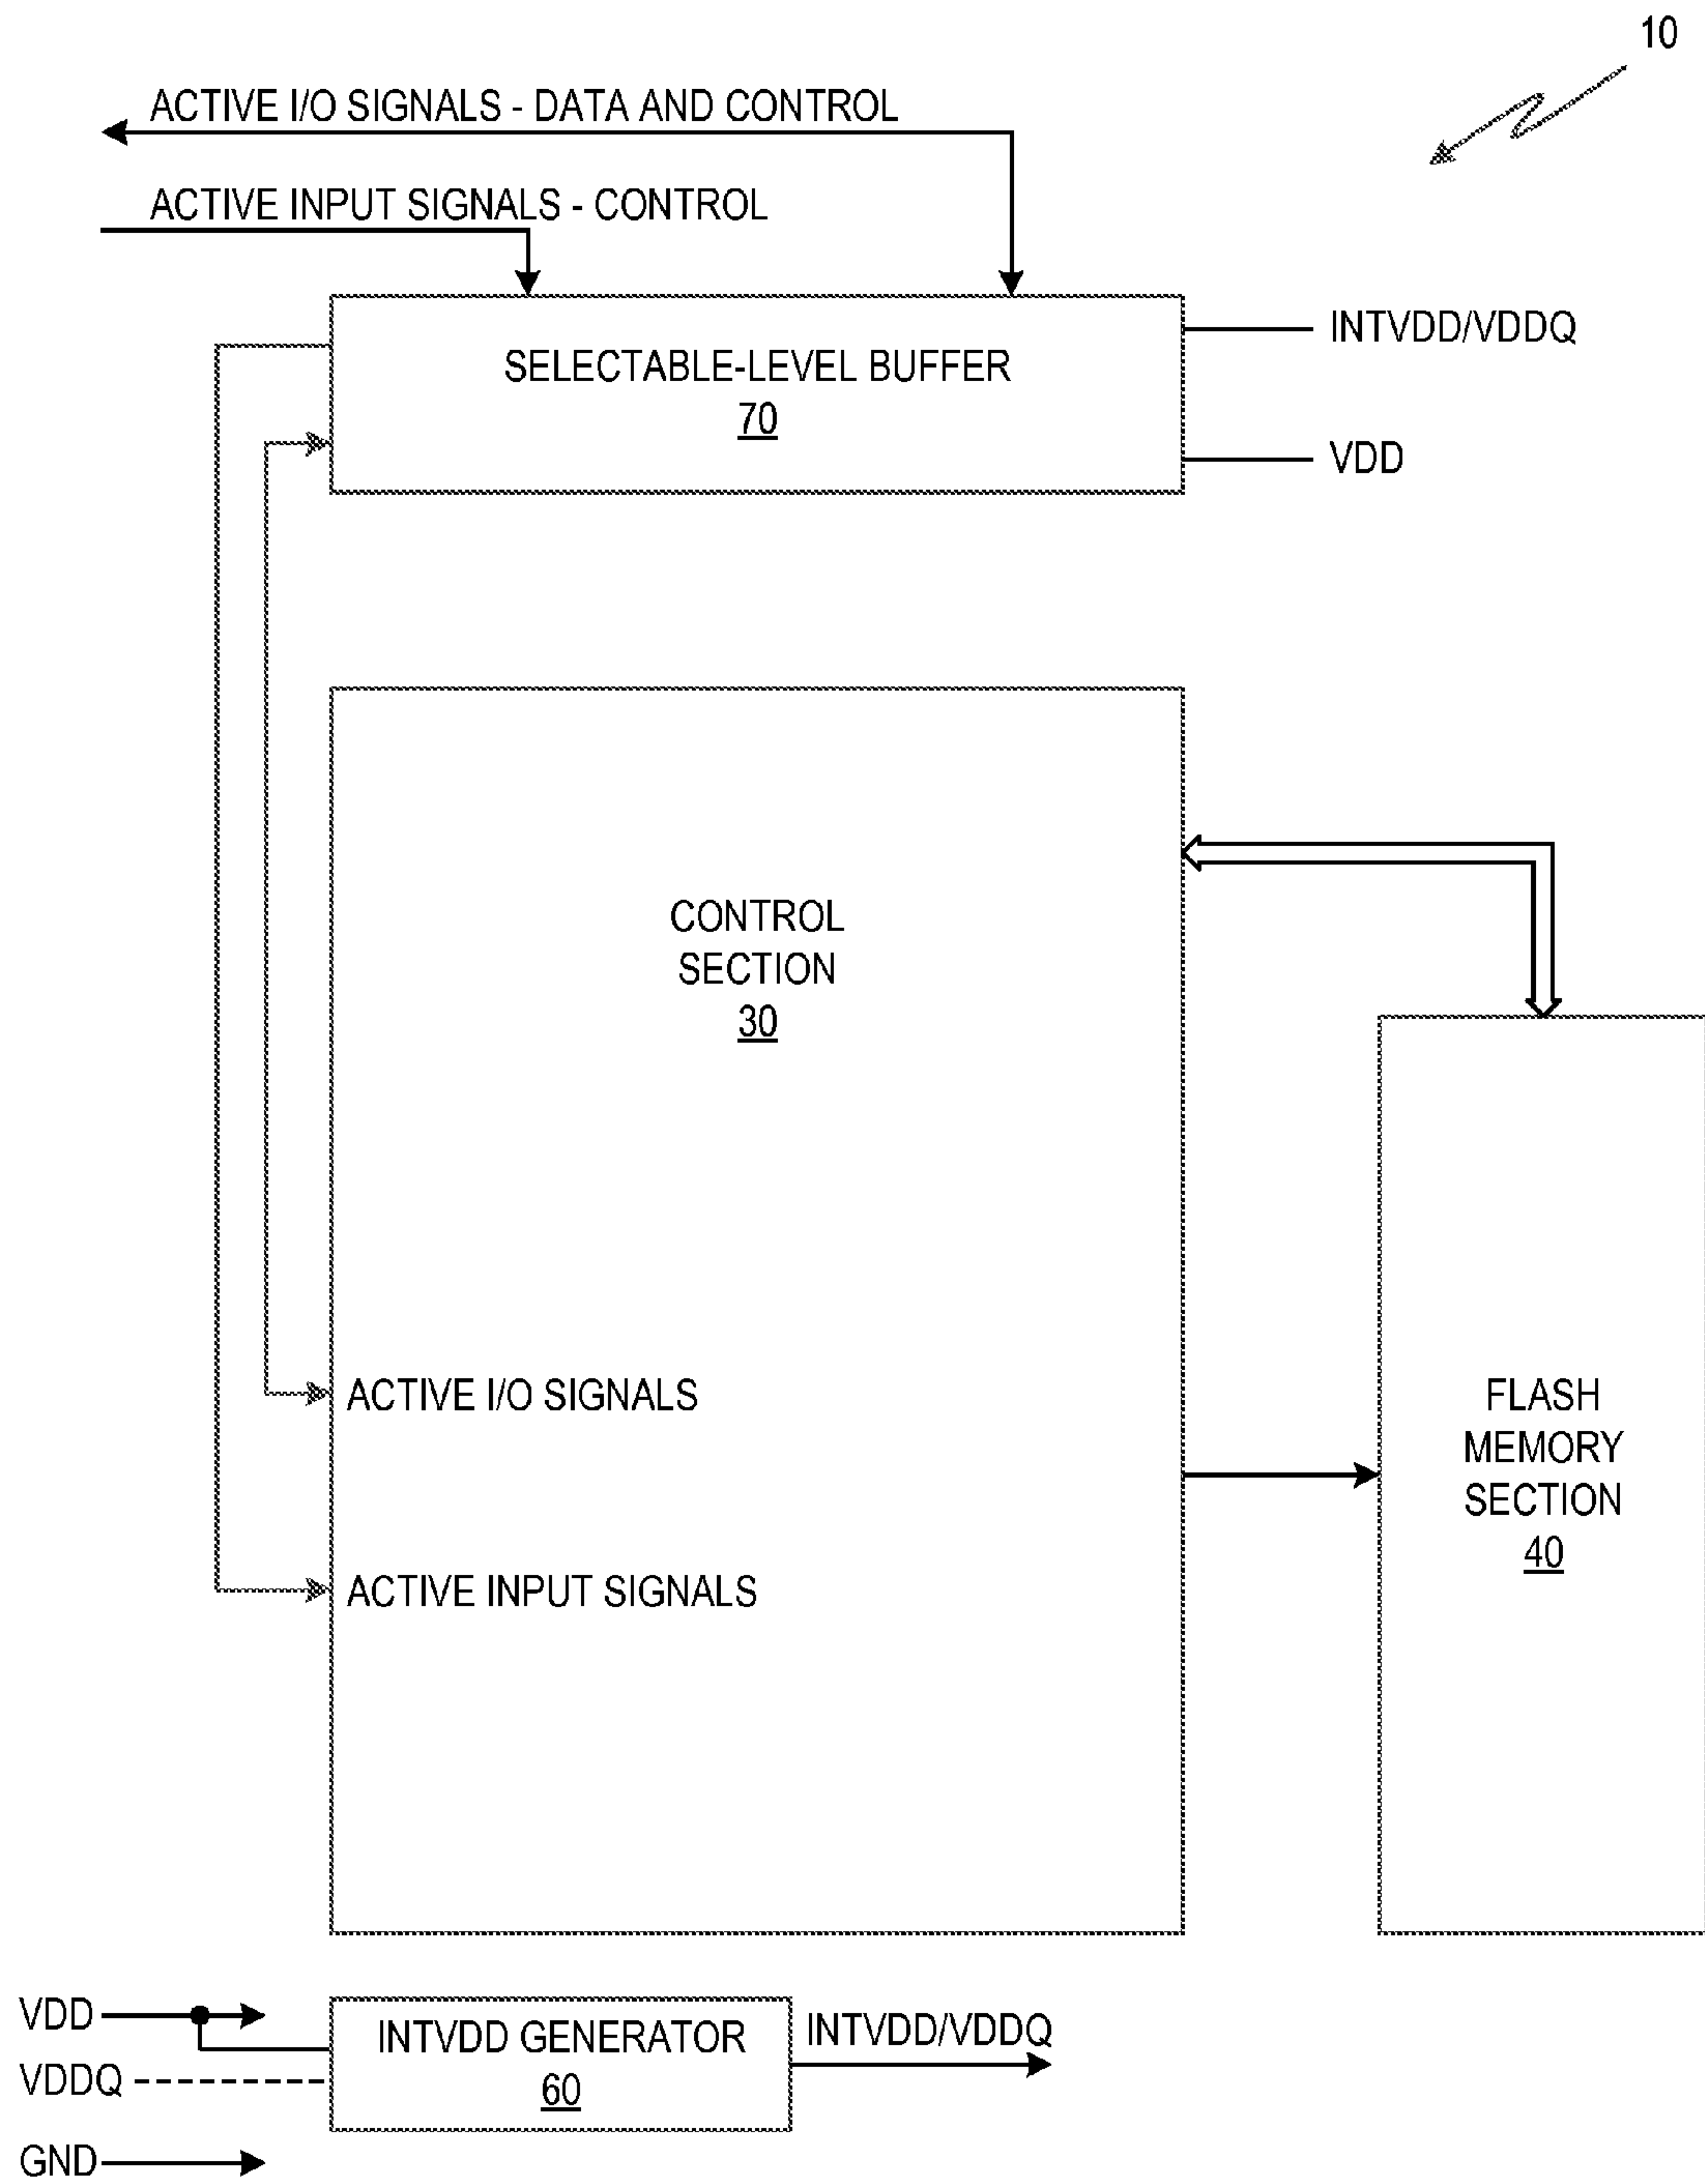 10
ACTIVE I/O SIGNALS - DATA AND CONTROL
ACTIVE INPUT SIGNALS - CONTROL
SELECTABLE-LEVEL BUFFER
70
INTVDD/VDDQ
VDD
CONTROL
SECTION
30
ACTIVE I/O SIGNALS
ACTIVE INPUT SIGNALS
FLASH
MEMORY
SECTION
40
VDD
VDDQ
GND
INTVDD GENERATOR
60
INTVDD/VDDQ